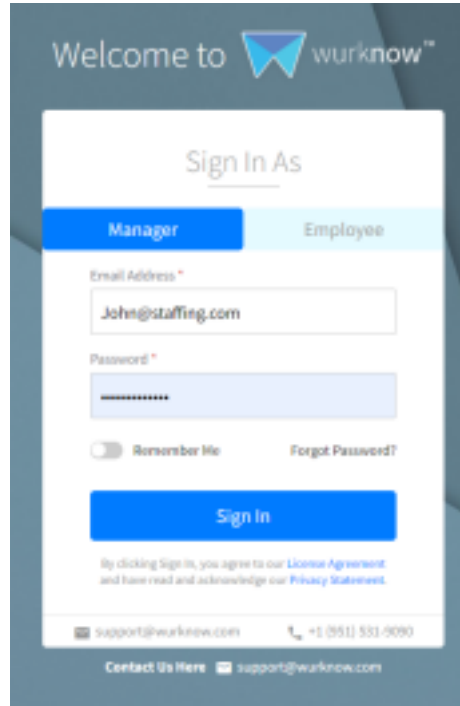 Welcome to wurknow™
Sign In As
Manager Employee
Email Address *
John@staffing.com
Password *
•••••••••••••
Remember Me Forgot Password?
Sign In
By clicking Sign In, you agree to our License Agreement
and have read and acknowledge our Privacy Statement.
support@wurknow.com +1 (951) 531-9090
Contact Us Here support@wurknow.com